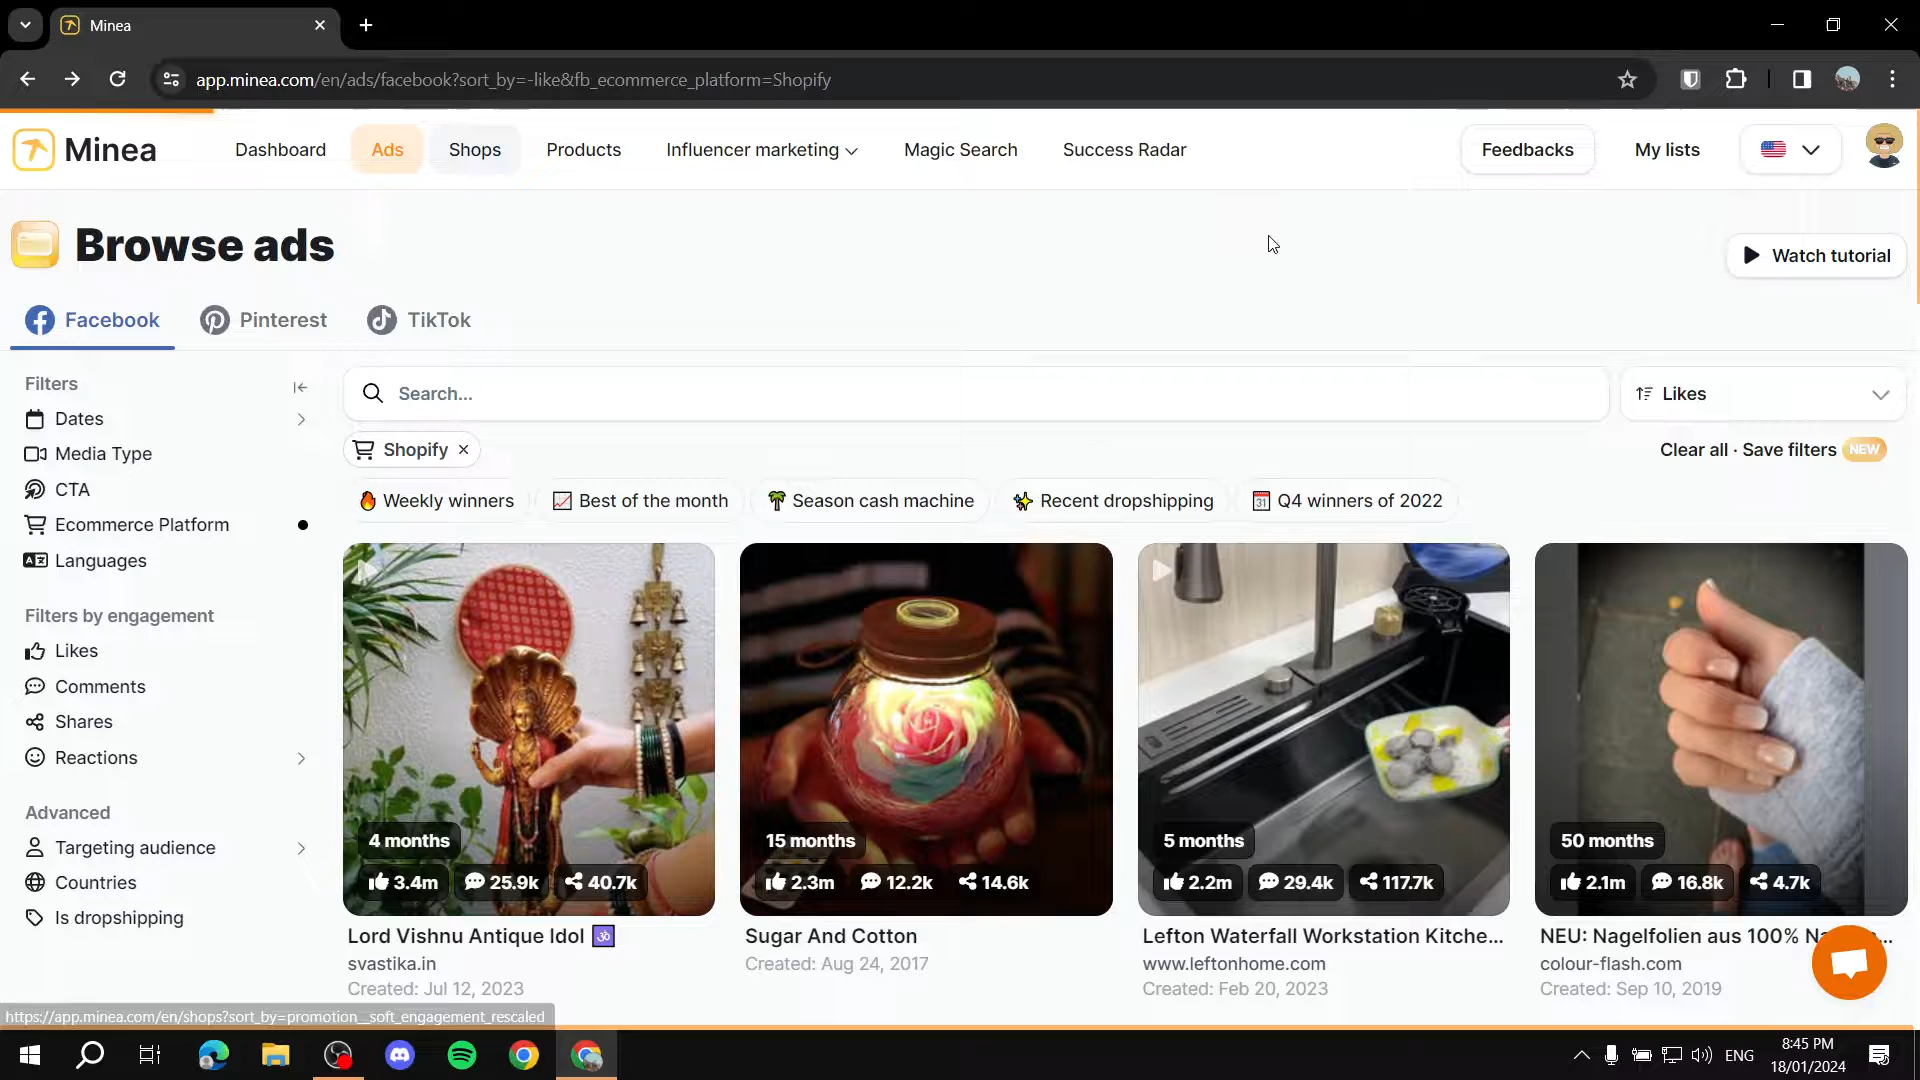 Minea
app.minea.com/en/ads/facebook?sort_by=-like&fb_ecommerce_platform=Shopify
Minea
Dashboard
Ads
Shops
Products
Influencer marketing
Magic Search
Success Radar
Feedbacks
My lists
Browse ads
Watch tutorial
Facebook
Pinterest
TikTok
Filters
Dates
Media Type
CTA
Ecommerce Platform
Languages
Filters by engagement
Likes
Comments
Shares
Reactions
Advanced
Targeting audience
Countries
Is dropshipping
Search...
Likes
Shopify
Clear all · Save filters NEW
Weekly winners
Best of the month
Season cash machine
Recent dropshipping
31 Q4 winners of 2022
4 months
3.4m 25.9k 40.7k
Lord Vishnu Antique Idol 🕉
svastika.in
Created: Jul 12, 2023
15 months
2.3m 12.2k 14.6k
Sugar And Cotton
Created: Aug 24, 2017
5 months
2.2m 29.4k 117.7k
Lefton Waterfall Workstation Kitche...
www.leftonhome.com
Created: Feb 20, 2023
50 months
2.1m 16.8k 4.7k
NEU: Nagelfolien aus 100%
colour-flash.com
Created: Sep 10, 2019
https://app.minea.com/en/shops?sort_by=promotion__soft_engagement_rescaled
ENG
8:45 PM
18/01/2024